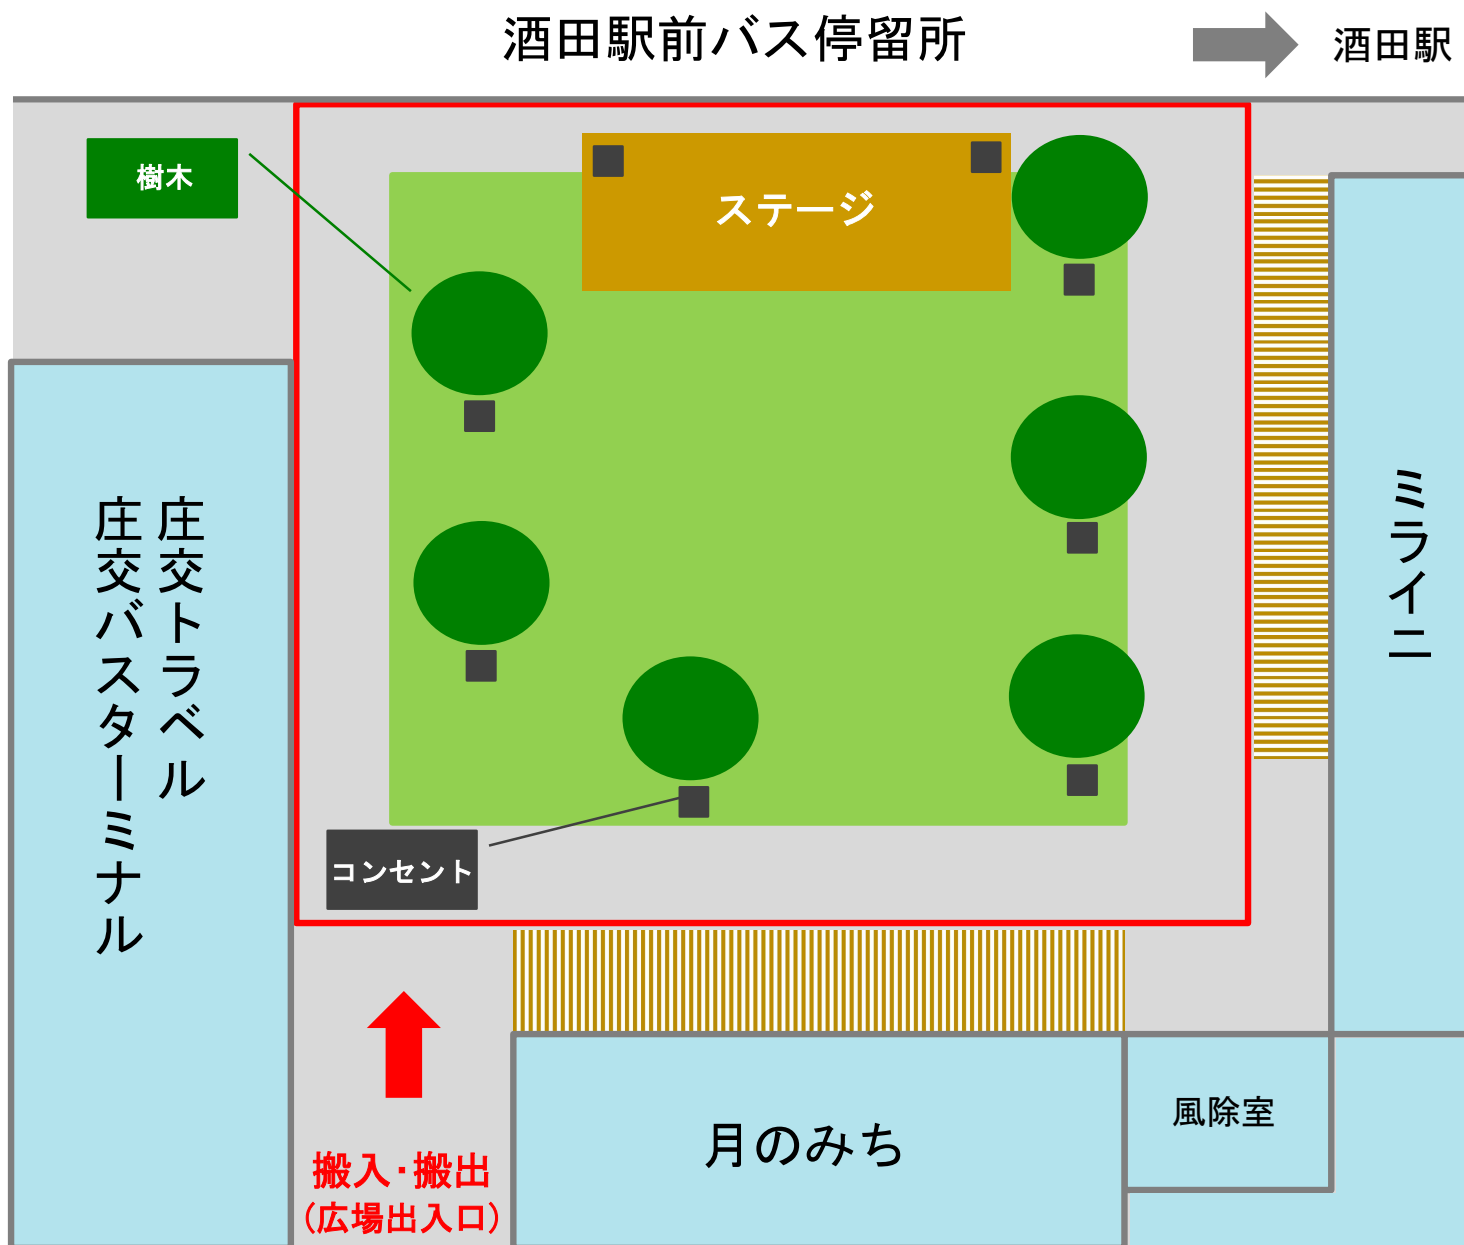 酒田駅前バス停留所
酒田駅
樹木
ステージ
庄交トラベル
庄交バスターミナル
ミライニ
コンセント
搬入・搬出
（広場出入口）
月のみち
風除室